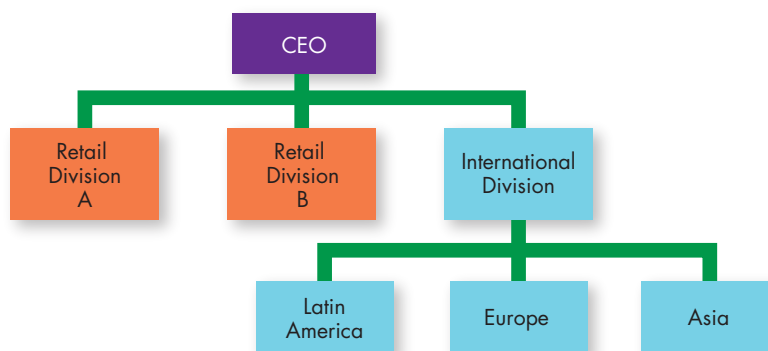 CEO
Retail
Division
A
Retail
Division
B
International
Division
Latin
America
Europe
Asia